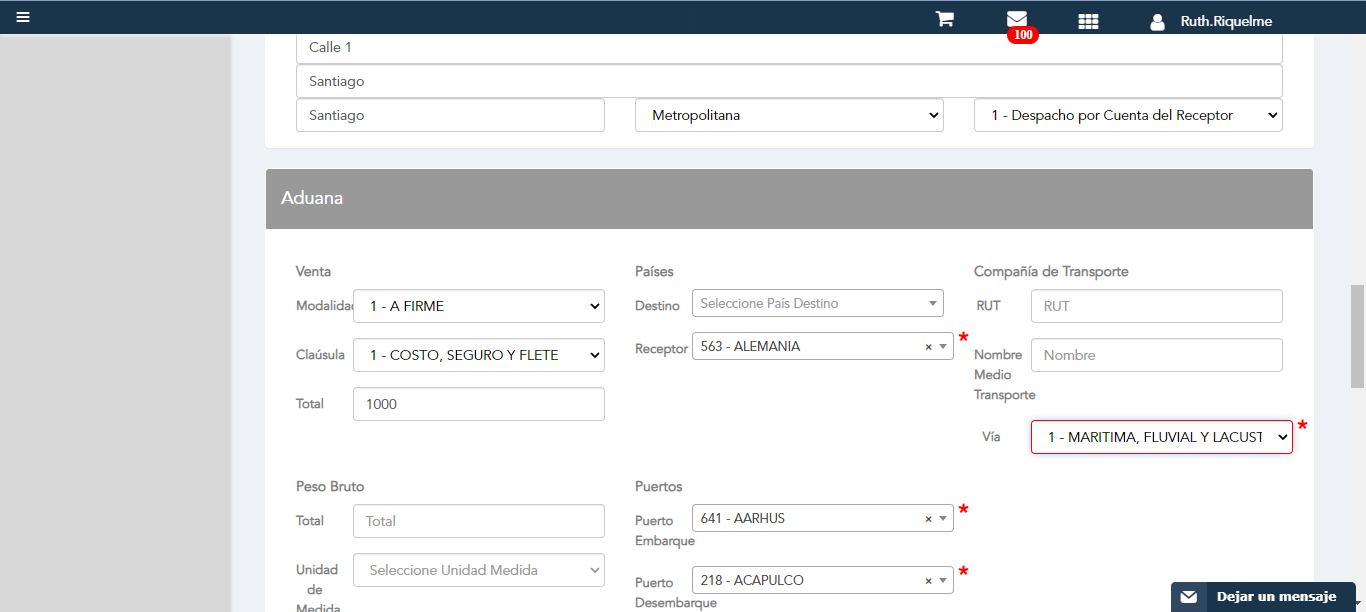 Ruth.Riquelme
100
Calle 1
Santiago
Santiago Metropolitana 1 - Despacho por Cuenta del Receptor
Aduana
Venta Países Compañía de Transporte
Modalidad 1 - A FIRME Destino Seleccione País Destino RUT RUT
Claúsula 1 - COSTO, SEGURO Y FLETE Receptor 563 - ALEMANIA × * Nombre Medio Transporte Nombre
Total 1000
Vía 1 - MARITIMA, FLUVIAL Y LACUST *
Peso Bruto Puertos
Total Total Puerto Embarque 641 - AARHUS × *
Unidad de Medida Seleccione Unidad Medida Puerto Desembarque 218 - ACAPULCO × *
Dejar un mensaje